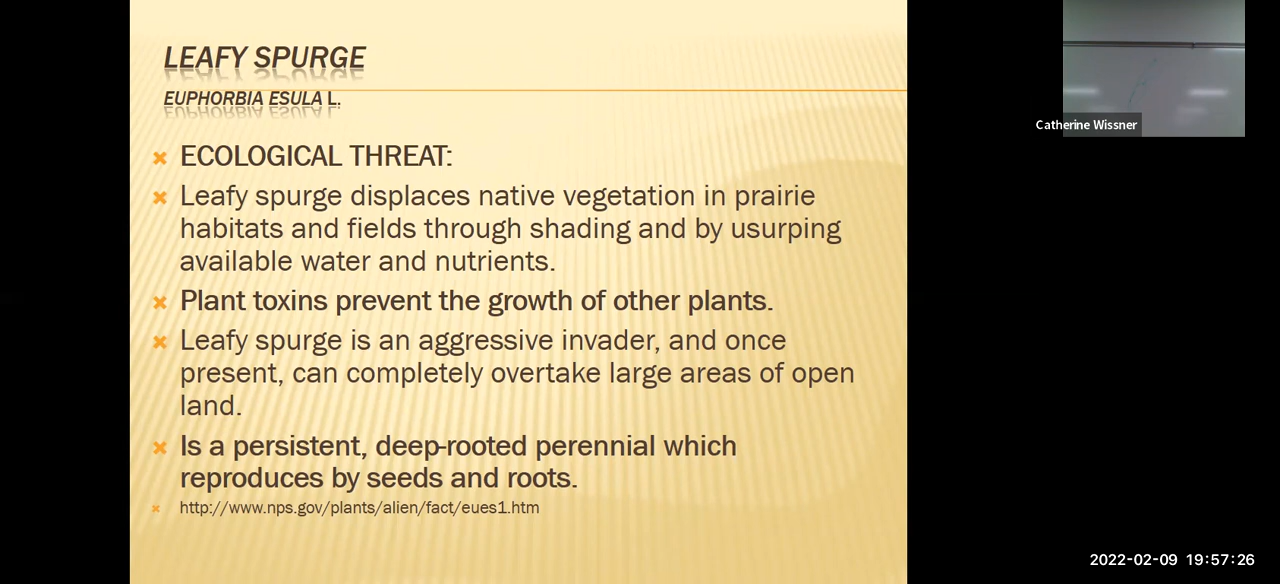 LEAFY SPURGE
EUPHORBIA ESULA L.
ECOLOGICAL THREAT:
Leafy spurge displaces native vegetation in prairie
habitats and fields through shading and by usurping
available water and nutrients.
Plant toxins prevent the growth of other plants.
Leafy spurge is an aggressive invader, and once
present, can completely overtake large areas of open
land.
Is a persistent, deep-rooted perennial which
reproduces by seeds and roots.
http://www.nps.gov/plants/alien/fact/eues1.htm
Catherine Wissner
2022-02-09 19:57:26